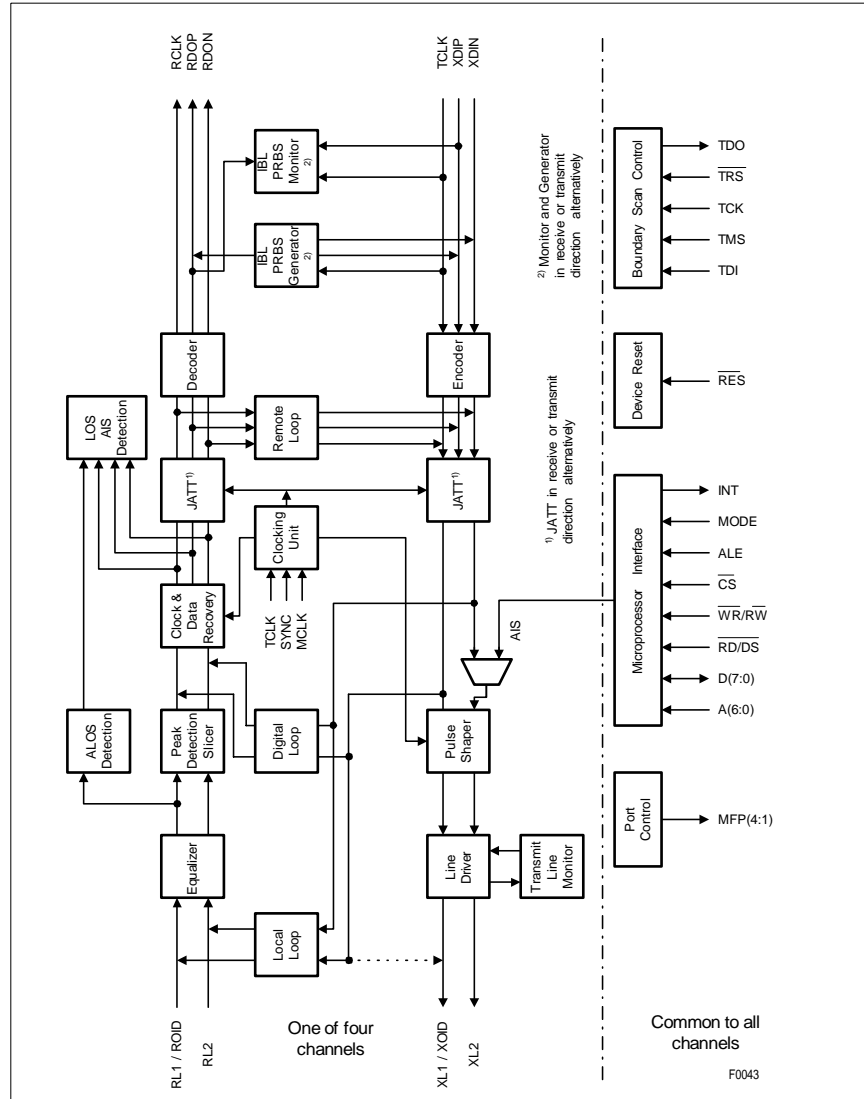 RCLK
RDOP
RDON
TCLK
XDIP
XDIN
IBL
PRBS
Monitor
2)
IBL
PRBS
Generator
2)
Decoder
Encoder
LOS
AIS
Detection
Remote
Loop
JATT1)
JATT1)
Clocking
Unit
TCLK
SYNC
MCLK
Clock &
Data
Recovery
AIS
ALOS
Detection
Peak
Detection
Slicer
Digital
Loop
Pulse
Shaper
Equalizer
Line
Driver
Transmit
Line
Monitor
Local
Loop
RL1 / ROID
RL2
XL1 / XOID
XL2
One of four
channels
2) Monitor and Generator
in receive or transmit
direction alternatively
1) JATT in receive or transmit
direction alternatively
Boundary Scan Control
TDO
TRS
TCK
TMS
TDI
Device Reset
RES
Microprocessor Interface
INT
MODE
ALE
CS
WR/RW
RD/DS
D(7:0)
A(6:0)
Port
Control
MFP(4:1)
Common to all
channels
F0043